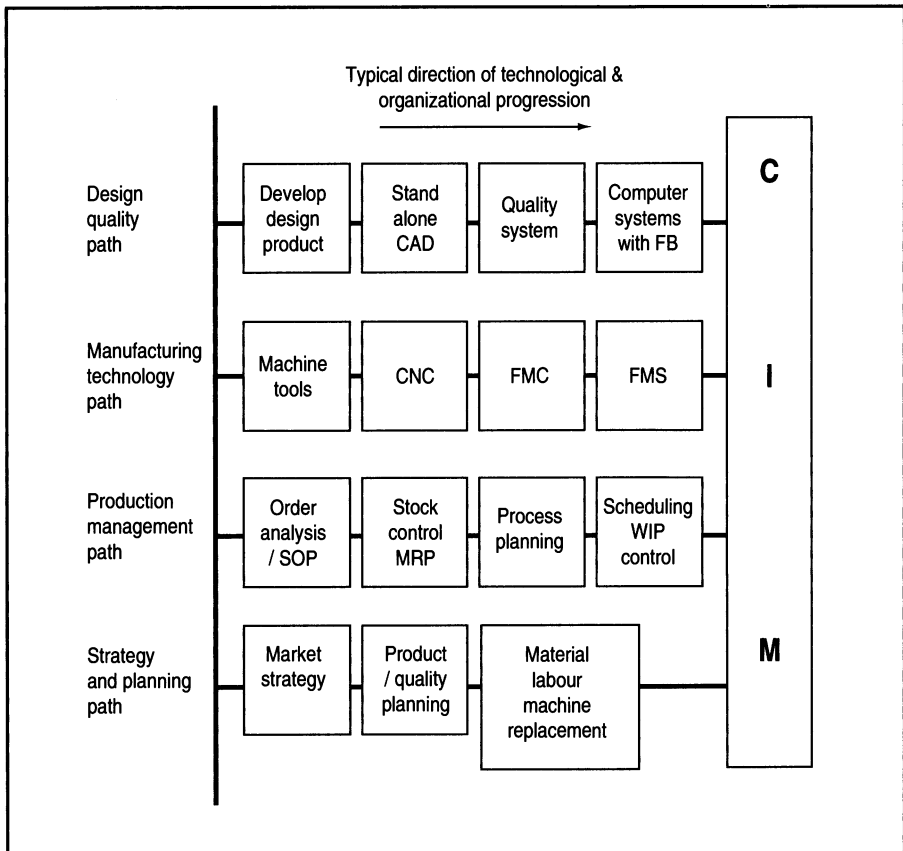 Typical direction of technological &
organizational progression
Design
quality
path
Develop
design
product
Stand
alone
CAD
Quality
system
Computer
systems
with FB
C
Manufacturing
technology
path
Machine
tools
CNC
FMC
FMS
I
Production
management
path
Order
analysis
/ SOP
Stock
control
MRP
Process
planning
Scheduling
WIP
control
Strategy
and planning
path
Market
strategy
Product
/ quality
planning
Material
labour
machine
replacement
M